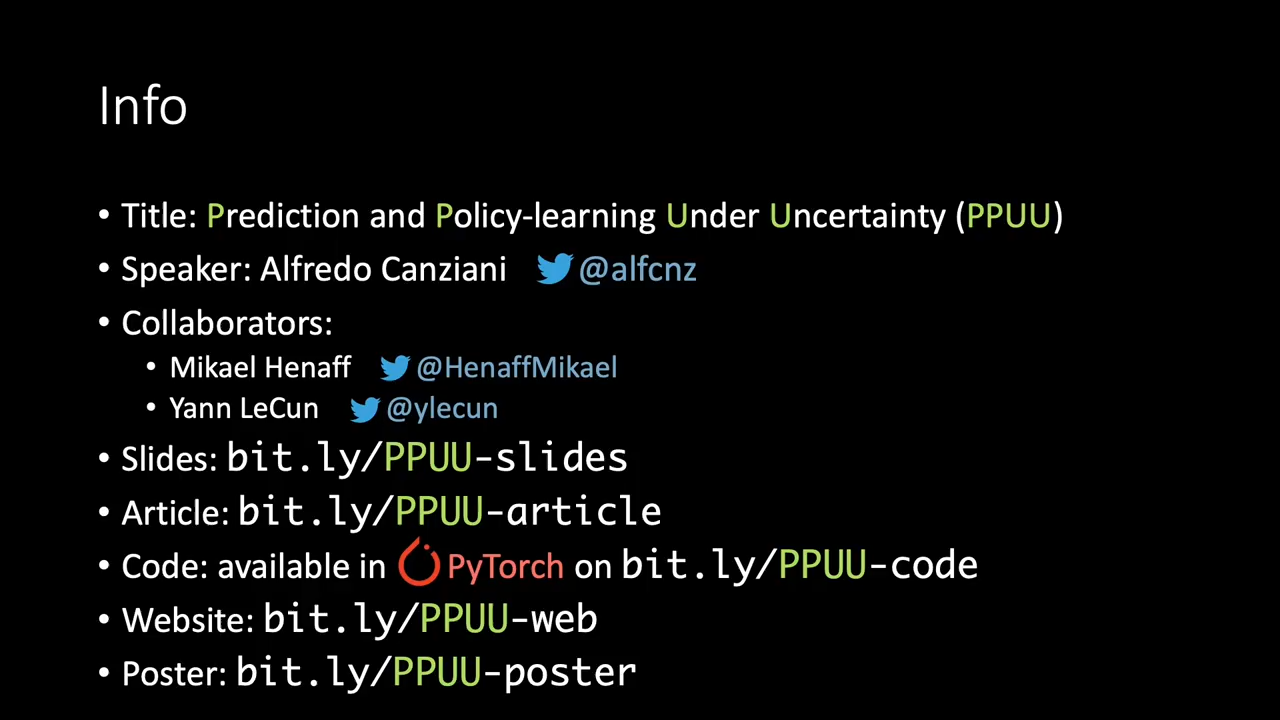 Info
• Title: Prediction and Policy-learning Under Uncertainty (PPUU)
• Speaker: Alfredo Canziani @alfcnz
• Collaborators:
• Mikael Henaff @HenaffMikael
• Yann LeCun @ylecun
• Slides: bit.ly/PPUU-slides
• Article: bit.ly/PPUU-article
• Code: available in PyTorch on bit.ly/PPUU-code
• Website: bit.ly/PPUU-web
• Poster: bit.ly/PPUU-poster